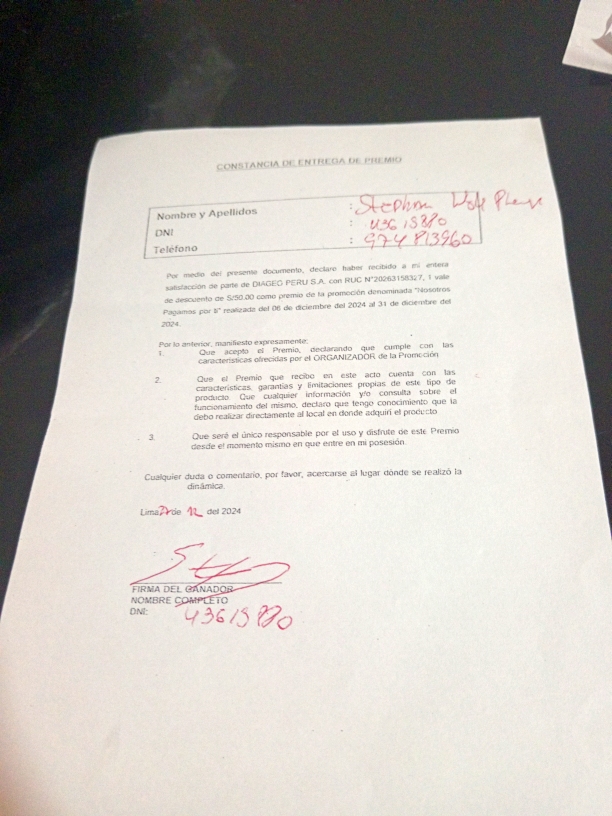 CONSTANCIA DE ENTREGA DE PREMIO
Nombre y Apellidos : Stephan
DNI : 43615880
Teléfono : 974813960
Por medio del presente documento, declaro haber recibido a mi entera
satisfacción de parte de DIAGEO PERU S.A. con RUC N°20263158327, 1 vale
de descuento de S/50.00 como premio de la promoción denominada "Nosotros
Pagamos por ti" realizada del 06 de diciembre del 2024 al 31 de diciembre del
2024.
Por lo anterior, manifiesto expresamente:
1. Que acepto el Premio, declarando que cumple con las
características ofrecidas por el ORGANIZADOR de la Promoción
2. Que el Premio que recibo en este acto cuenta con las
características, garantías y limitaciones propias de este tipo de
producto. Que cualquier información y/o consulta sobre el
funcionamiento del mismo, declaro que tengo conocimiento que la
debo realizar directamente al local en donde adquirí el producto
3. Que seré el único responsable por el uso y disfrute de este Premio
desde el momento mismo en que entre en mi posesión.
Cualquier duda o comentario, por favor, acercarse al lugar donde se realizó la
dinámica.
Lima, de 12 del 2024
FIRMA DEL GANADOR
NOMBRE COMPLETO
DNI: 43615880